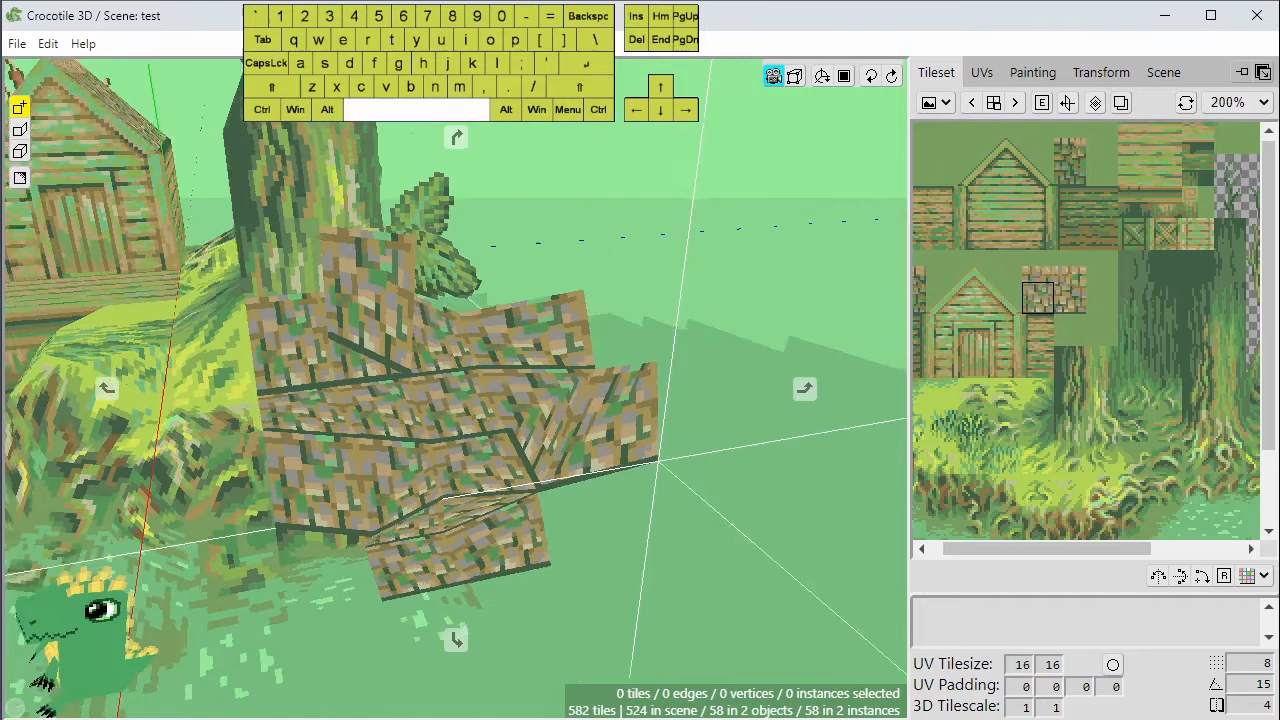 Crocotile 3D / Scene: test
File Edit Help
` 1 2 3 4 5 6 7 8 9 0 - = Backspc
Tab q w e r t y u i o p [ ] \
CapsLck a s d f g h j k l ; '
z x c v b n m , . /
Ctrl Win Alt Alt Win Menu Ctrl
Ins Hm PgUp
Del End PgDn
Tileset UVs Painting Transform Scene
E 200%
R
UV Tilesize: 16 16 8
UV Padding: 0 0 0 0 15
3D Tilescale: 1 1 4
0 tiles / 0 edges / 0 vertices / 0 instances selected
582 tiles | 524 in scene / 58 in 2 objects / 58 in 2 instances